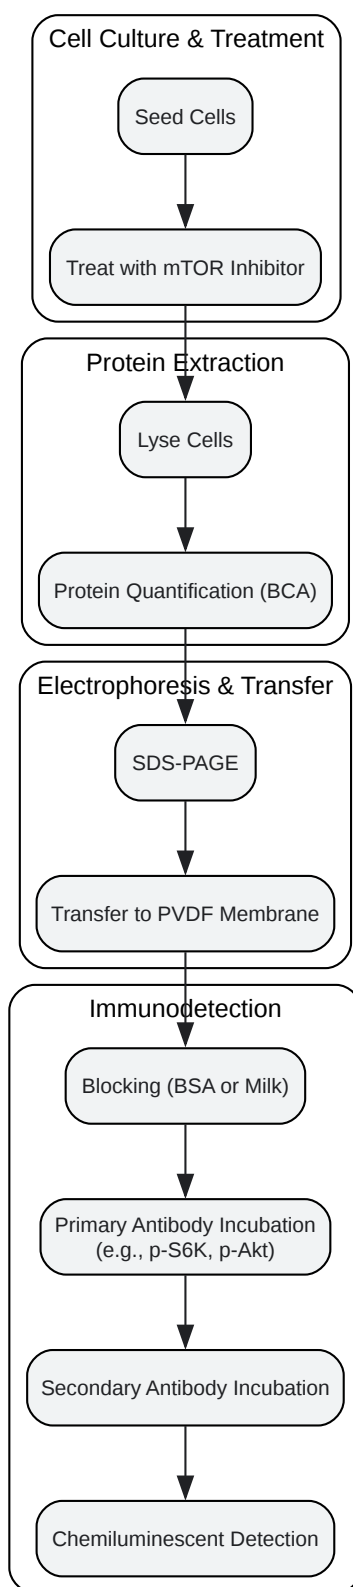 Cell Culture & Treatment
Seed Cells
Treat with mTOR Inhibitor
Protein Extraction
Lyse Cells
Protein Quantification (BCA)
Electrophoresis & Transfer
SDS-PAGE
Transfer to PVDF Membrane
Immunodetection
Blocking (BSA or Milk)
Primary Antibody Incubation
(e.g., p-S6K, p-Akt)
Secondary Antibody Incubation
Chemiluminescent Detection